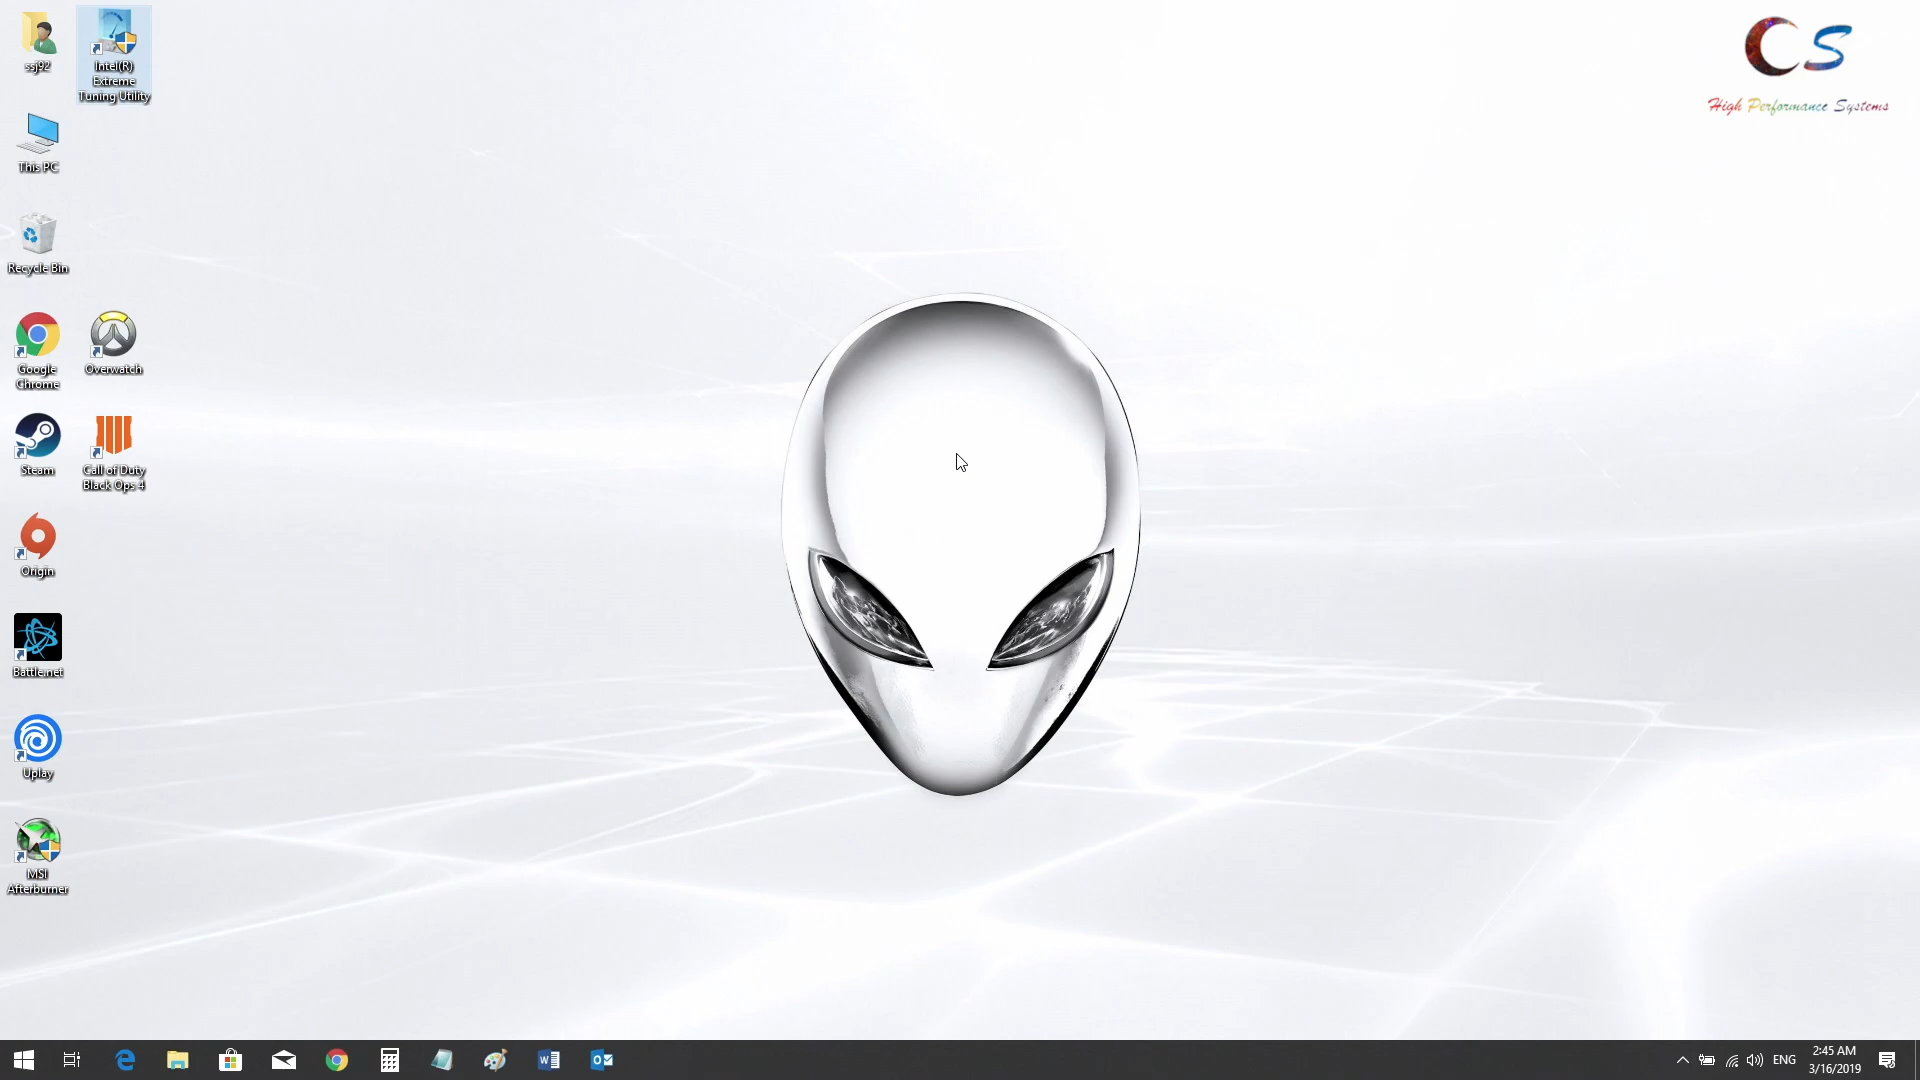 ssj92
Intel(R)
Extreme
Tuning Utility
This PC
Recycle Bin
Google
Chrome
Overwatch
Steam
Call of Duty
Black Ops 4
Origin
Battle.net
Uplay
MSI
Afterburner
CS
High Performance Systems
ENG
2:45 AM
3/16/2019